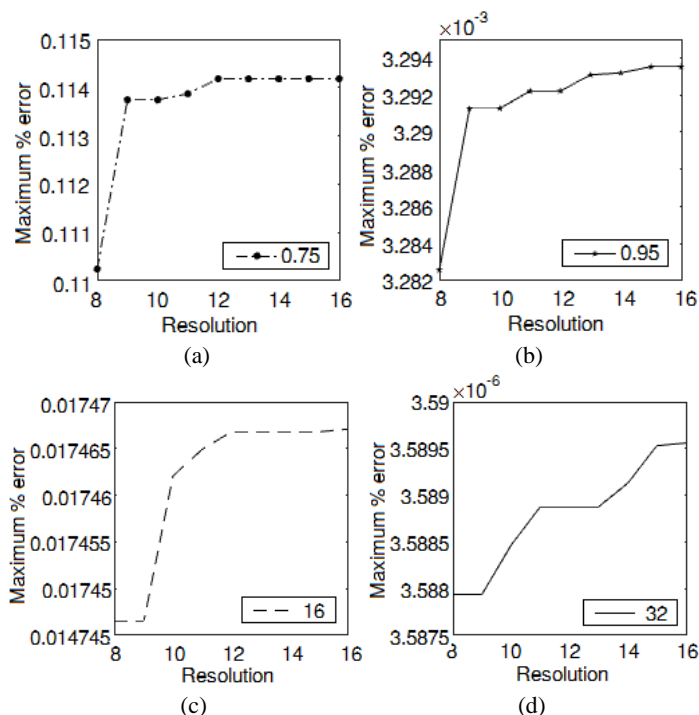 0.115
0.114
0.113
0.112
0.111
0.11
Maximum % error
8 10 12 14 16
Resolution
0.75
(a)
×10⁻³
3.294
3.292
3.29
3.288
3.286
3.284
3.282
Maximum % error
8 10 12 14 16
Resolution
0.95
(b)
0.01747
0.017465
0.01746
0.017455
0.01745
0.014745
Maximum % error
8 10 12 14 16
Resolution
16
(c)
×10⁻⁶
3.59
3.5895
3.589
3.5885
3.588
3.5875
Maximum % error
8 10 12 14 16
Resolution
32
(d)